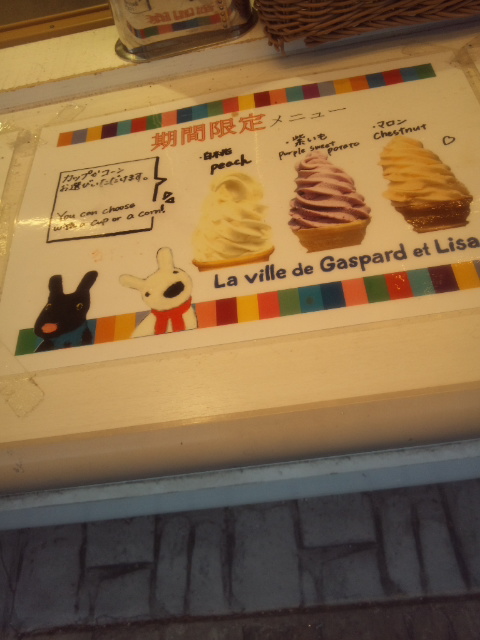 期間限定メニュー
カップかコーン
お選びいただけます。
You can choose
with a cup or a corn!
・白桃
peach
・紫いも
Purple sweet potato
・マロン
Chestnut ♡
La ville de Gaspard et Lisa